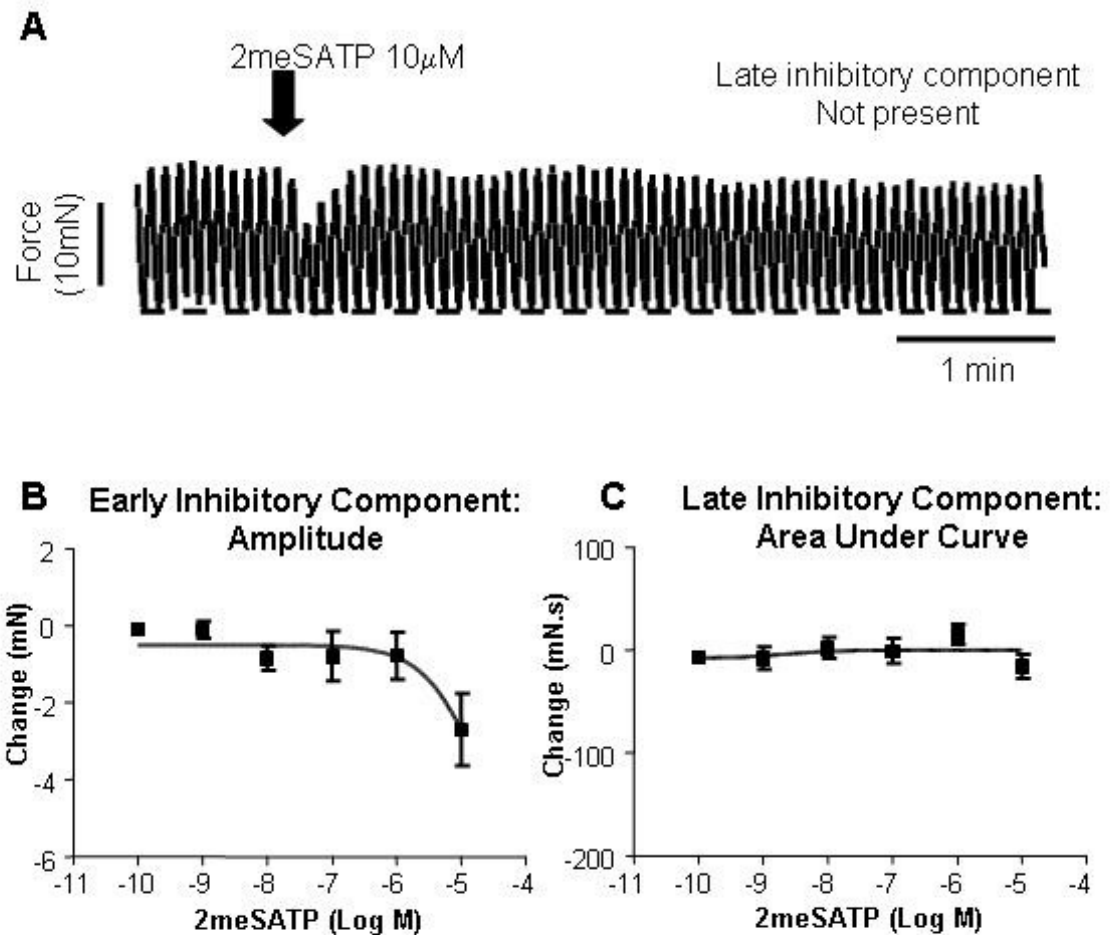 A
2meSATP 10μM
Late inhibitory component
Not present
Force
(10mN)
1 min
B
Early Inhibitory Component:
Amplitude
2
0
-2
-4
-6
Change (mN)
-11 -10 -9 -8 -7 -6 -5 -4
2meSATP (Log M)
C
Late Inhibitory Component:
Area Under Curve
100
0
-100
-200
Change (mN.s)
-11 -10 -9 -8 -7 -6 -5 -4
2meSATP (Log M)